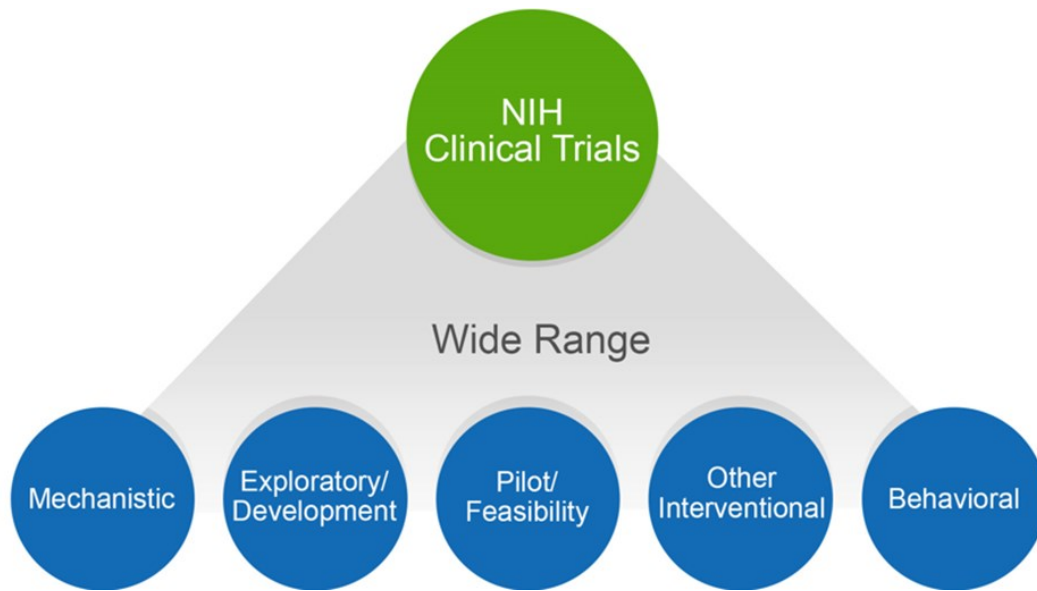 NIH
Clinical Trials
Wide Range
Mechanistic
Exploratory/
Development
Pilot/
Feasibility
Other
Interventional
Behavioral